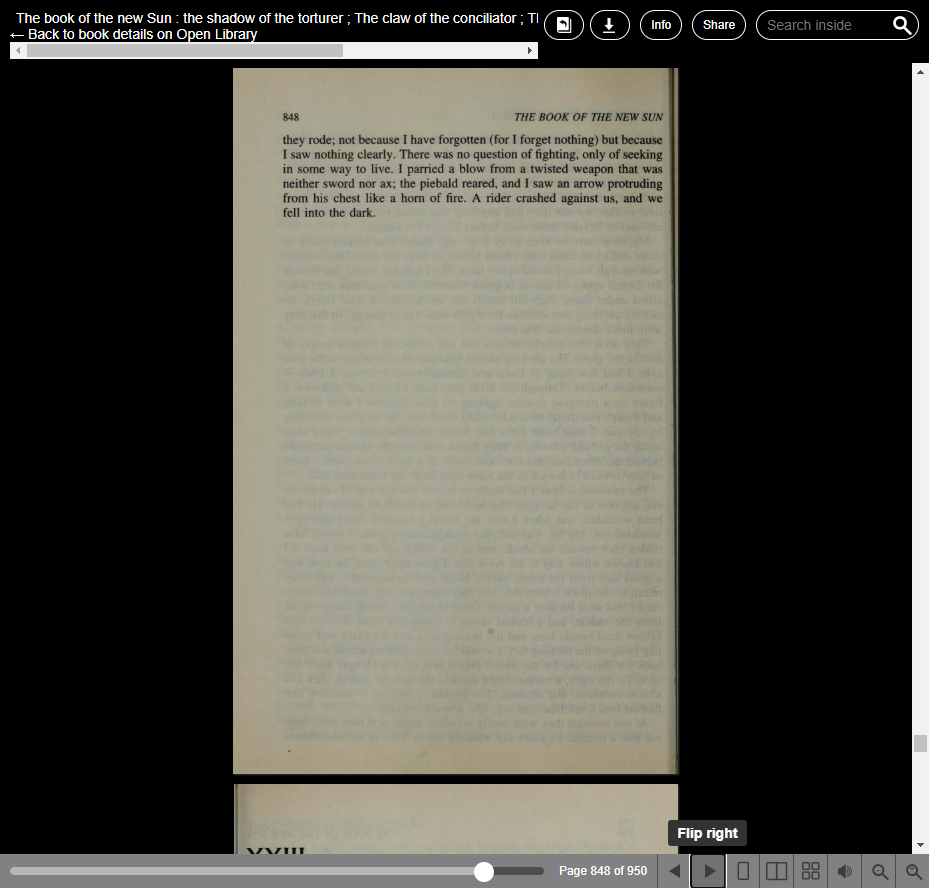 The book of the new Sun : the shadow of the torturer ; The claw of the conciliator ; Tl
← Back to book details on Open Library
Info
Share
Search inside
848
THE BOOK OF THE NEW SUN
they rode; not because I have forgotten (for I forget nothing) but because
I saw nothing clearly. There was no question of fighting, only of seeking
in some way to live. I parried a blow from a twisted weapon that was
neither sword nor ax; the piebald reared, and I saw an arrow protruding
from his chest like a horn of fire. A rider crashed against us, and we
fell into the dark.
XXIII
Flip right
Page 848 of 950